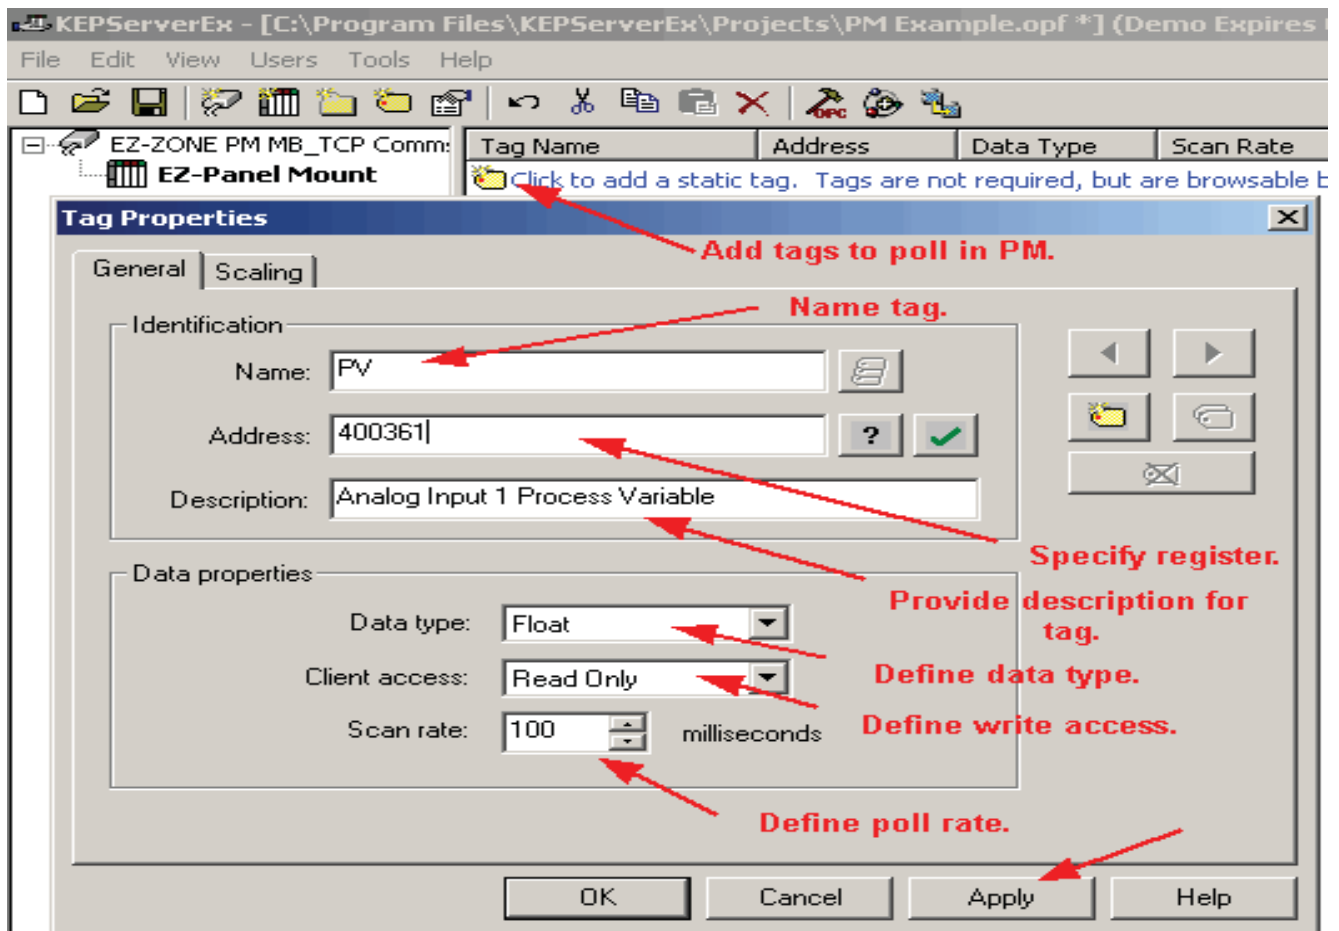 KEPServerEx - [C:\Program Files\KEPServerEx\Projects\PM Example.opf *] (Demo Expires
File Edit View Users Tools Help
OPC
EZ-ZONE PM MB_TCP Comm
EZ-Panel Mount
Tag Name Address Data Type Scan Rate
Click to add a static tag. Tags are not required, but are browsable
Tag Properties
Add tags to poll in PM.
General Scaling
Name tag.
Identification
Name: PV
Address: 400361 ?
Description: Analog Input 1 Process Variable
Specify register.
Data properties
Provide description for
tag.
Data type: Float
Define data type.
Client access: Read Only
Define write access.
Scan rate: 100 milliseconds
Define poll rate.
OK Cancel Apply Help